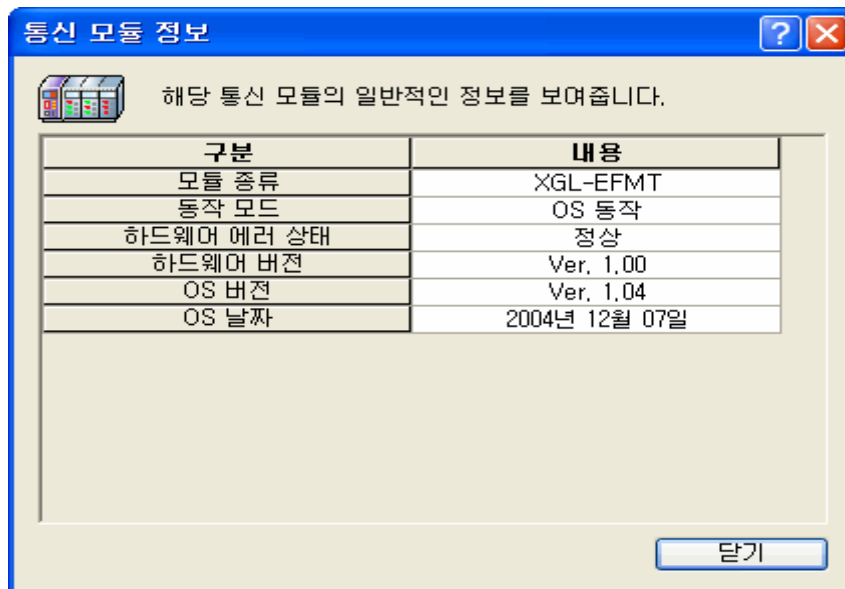 통신 모듈 정보
해당 통신 모듈의 일반적인 정보를 보여줍니다.
구분 내용
모듈 종류 XGL-EFMT
동작 모드 OS 동작
하드웨어 에러 상태 정상
하드웨어 버전 Ver. 1.00
OS 버전 Ver. 1.04
OS 날짜 2004년 12월 07일
닫기